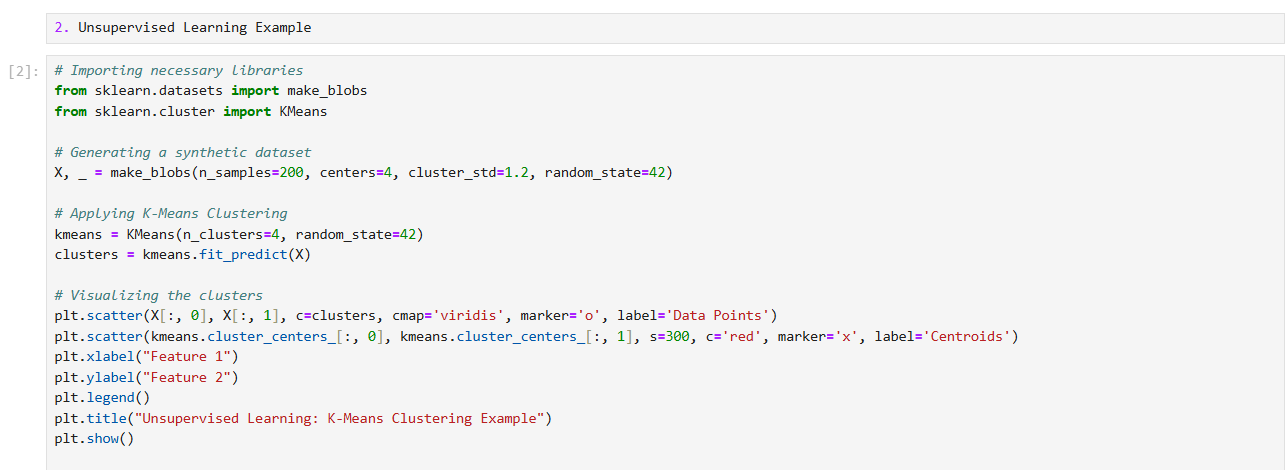 2. Unsupervised Learning Example
[2]:
# Importing necessary libraries
from sklearn.datasets import make_blobs
from sklearn.cluster import KMeans
# Generating a synthetic dataset
X, _ = make_blobs(n_samples=200, centers=4, cluster_std=1.2, random_state=42)
# Applying K-Means Clustering
kmeans = KMeans(n_clusters=4, random_state=42)
clusters = kmeans.fit_predict(X)
# Visualizing the clusters
plt.scatter(X[:, 0], X[:, 1], c=clusters, cmap='viridis', marker='o', label='Data Points')
plt.scatter(kmeans.cluster_centers_[:, 0], kmeans.cluster_centers_[:, 1], s=300, c='red', marker='x', label='Centroids')
plt.xlabel("Feature 1")
plt.ylabel("Feature 2")
plt.legend()
plt.title("Unsupervised Learning: K-Means Clustering Example")
plt.show()